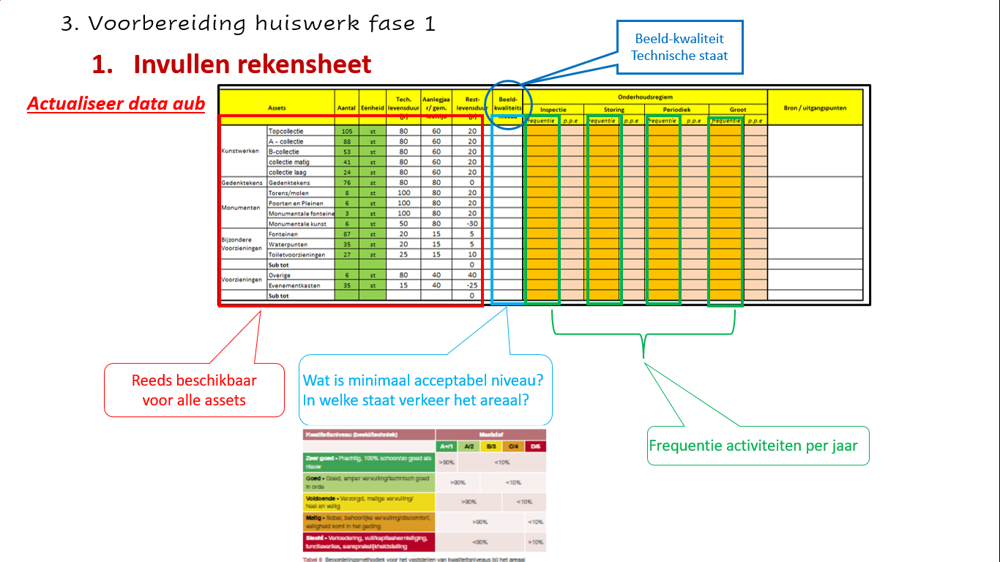 3. Voorbereiding huiswerk fase 1
1. Invullen rekensheet
Beeld-kwaliteit
Technische staat
Actualiseer data aub
Assets Aantal Eenheid Tech. levensduur (jr) Aanlegjaa r/ gem. leeftijd Rest- levensduur (jr) Beeld- kwaliteits niveau Onderhoudsregiem Bron / uitgangspunten
Inspectie Storing Periodiek Groot
frequentie p.p.e frequentie p.p.e frequentie p.p.e frequentie p.p.e
Kunstwerken
Topcollectie 105 st 80 60 20
A - collectie 88 st 80 60 20
B-collectie 53 st 80 60 20
collectie matig 41 st 80 60 20
collectie laag 24 st 80 60 20
Gedenktekens Gedenktekens 76 st 80 80 0
Monumenten
Torens/molen 8 st 100 80 20
Poorten en Pleinen 6 st 100 80 20
Monumentale fonteine 3 st 100 80 20
Monumentale kunst 6 st 50 80 -30
Bijzondere
Voorzieningen
Fonteinen 87 st 20 15 5
Waterpunten 35 st 20 15 5
Toiletvoorzieningen 27 st 25 15 10
Sub tot 0
Voorzieningen
Overige 6 st 80 40 40
Evenementkasten 35 st 15 40 -25
Sub tot 0
Reeds beschikbaar
voor alle assets
Wat is minimaal acceptabel niveau?
In welke staat verkeer het areaal?
Frequentie activiteiten per jaar
Kwaliteitsniveau (beeld/techniek) Maatstaf
A+/1 A/2 B/3 C/4 D/5
Zeer goed • Prachtig, 100% schoon/zo goed als
nieuw
>90% <10%
Goed • Goed, amper vervuiling/technisch goed
in orde
>90% <10%
Voldoende • Verzorgd, matige vervuiling/
heel en veilig
>90% <10%
Matig • Sober, behoorlijke vervuiling/discomfort,
veiligheid komt in het geding
>90% <10%
Slecht • Verloedering, vuil/kapitaalvernietiging,
functieverlies, aansprakelijkheidstelling
<90% >10%
Tabel 6 Beoordelingsmethodiek voor het vaststellen van kwaliteitsniveaus bij het areaal